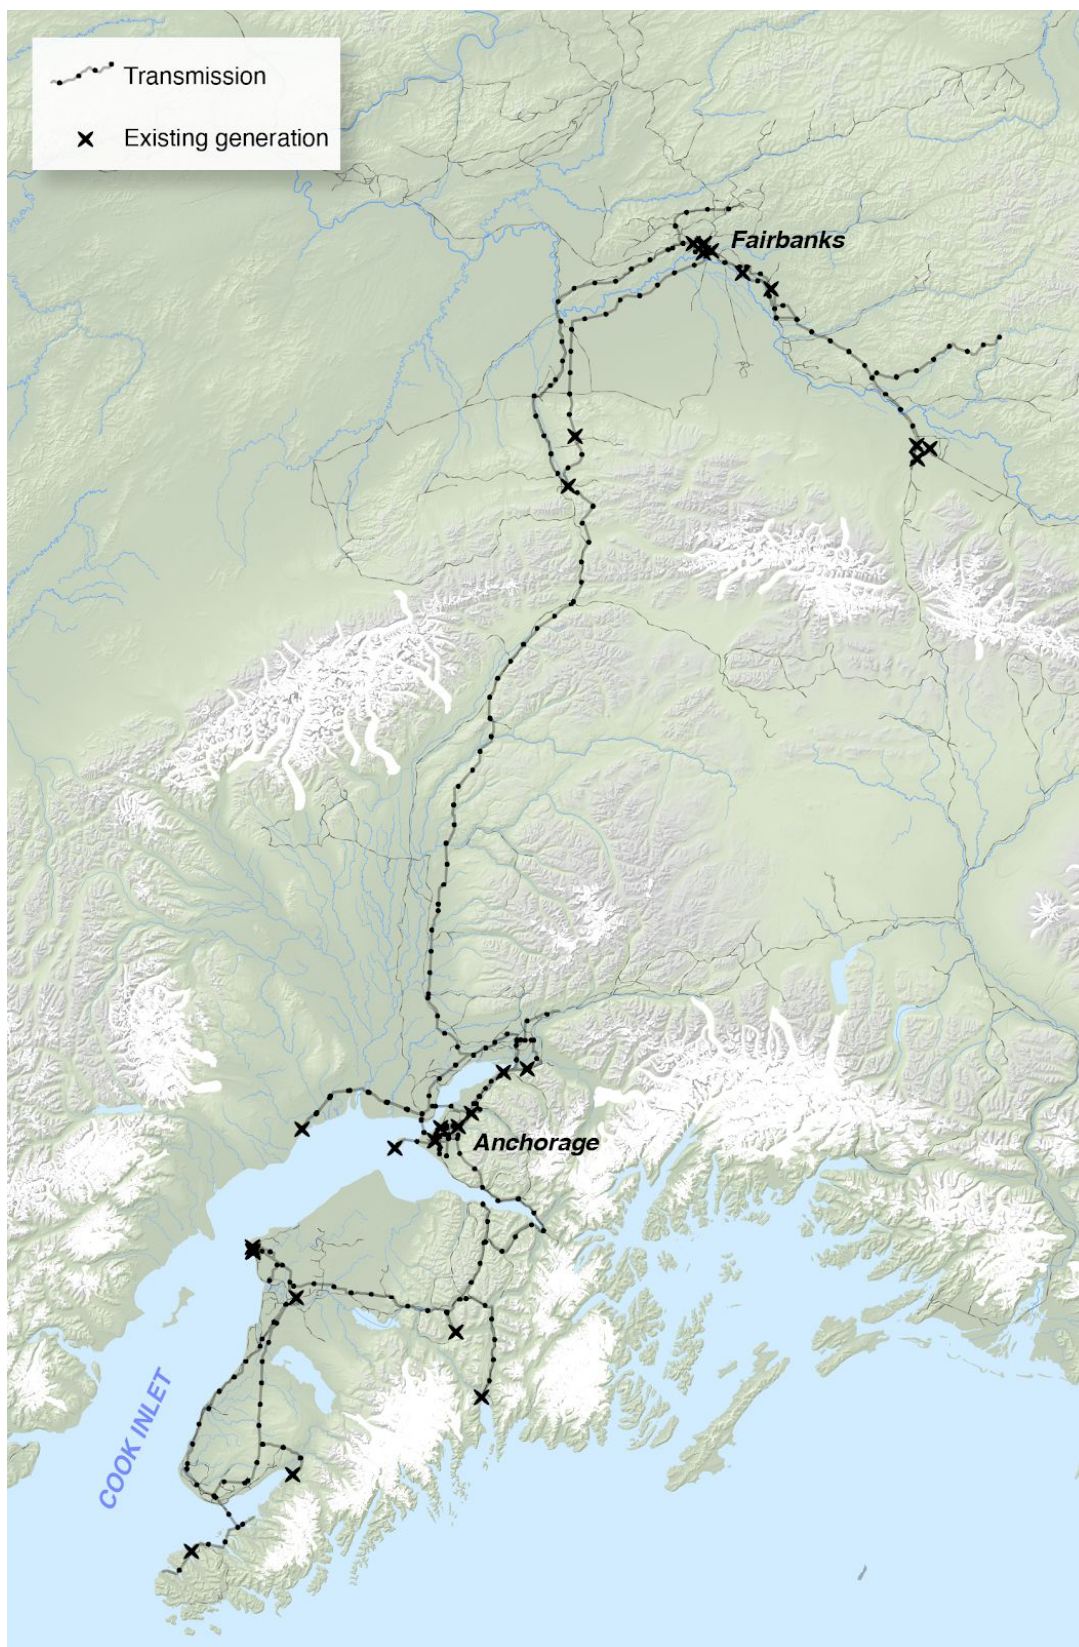 Transmission
Existing generation
Fairbanks
Anchorage
COOK INLET